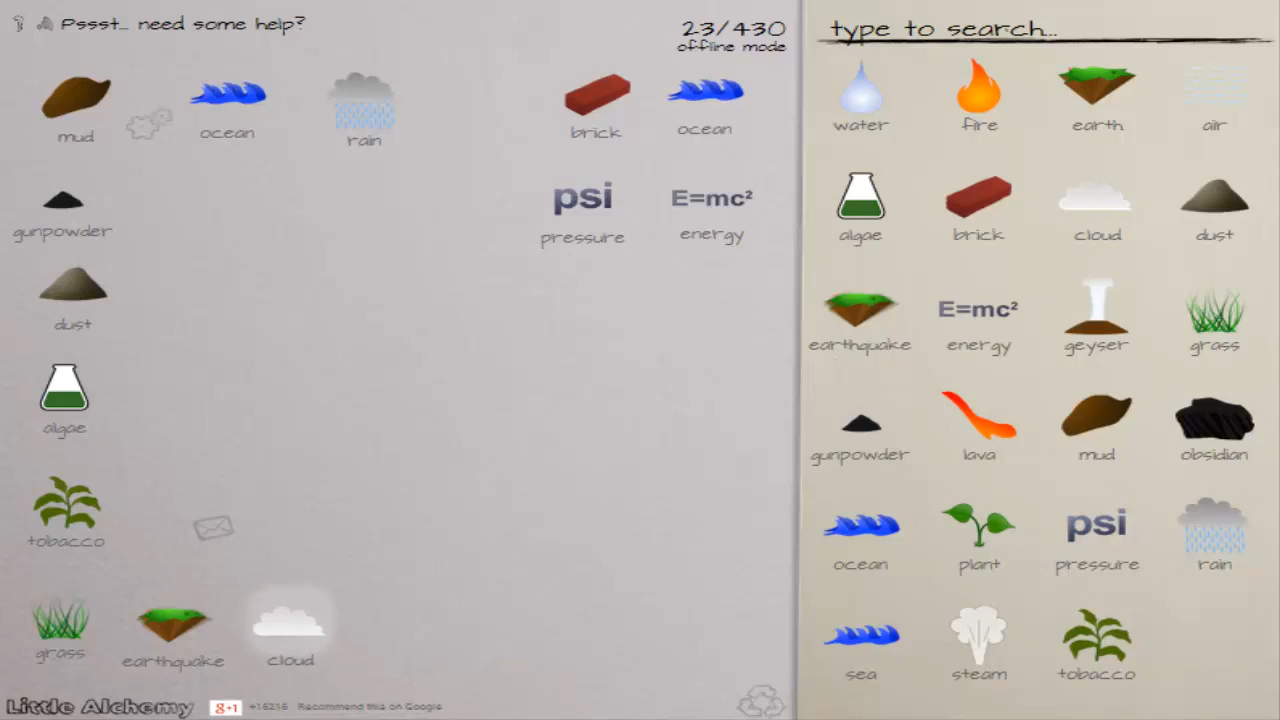 Pssst... need some help?
23/430
offline mode
type to search...
mud
ocean
rain
brick
ocean
gunpowder
psi
pressure
E=mc²
energy
dust
algae
tobacco
grass
earthquake
cloud
Little Alchemy
g+1
+16216
Recommend this on Google
water
fire
earth
air
algae
brick
cloud
dust
earthquake
E=mc²
energy
geyser
grass
gunpowder
lava
mud
obsidian
ocean
plant
psi
pressure
rain
sea
steam
tobacco